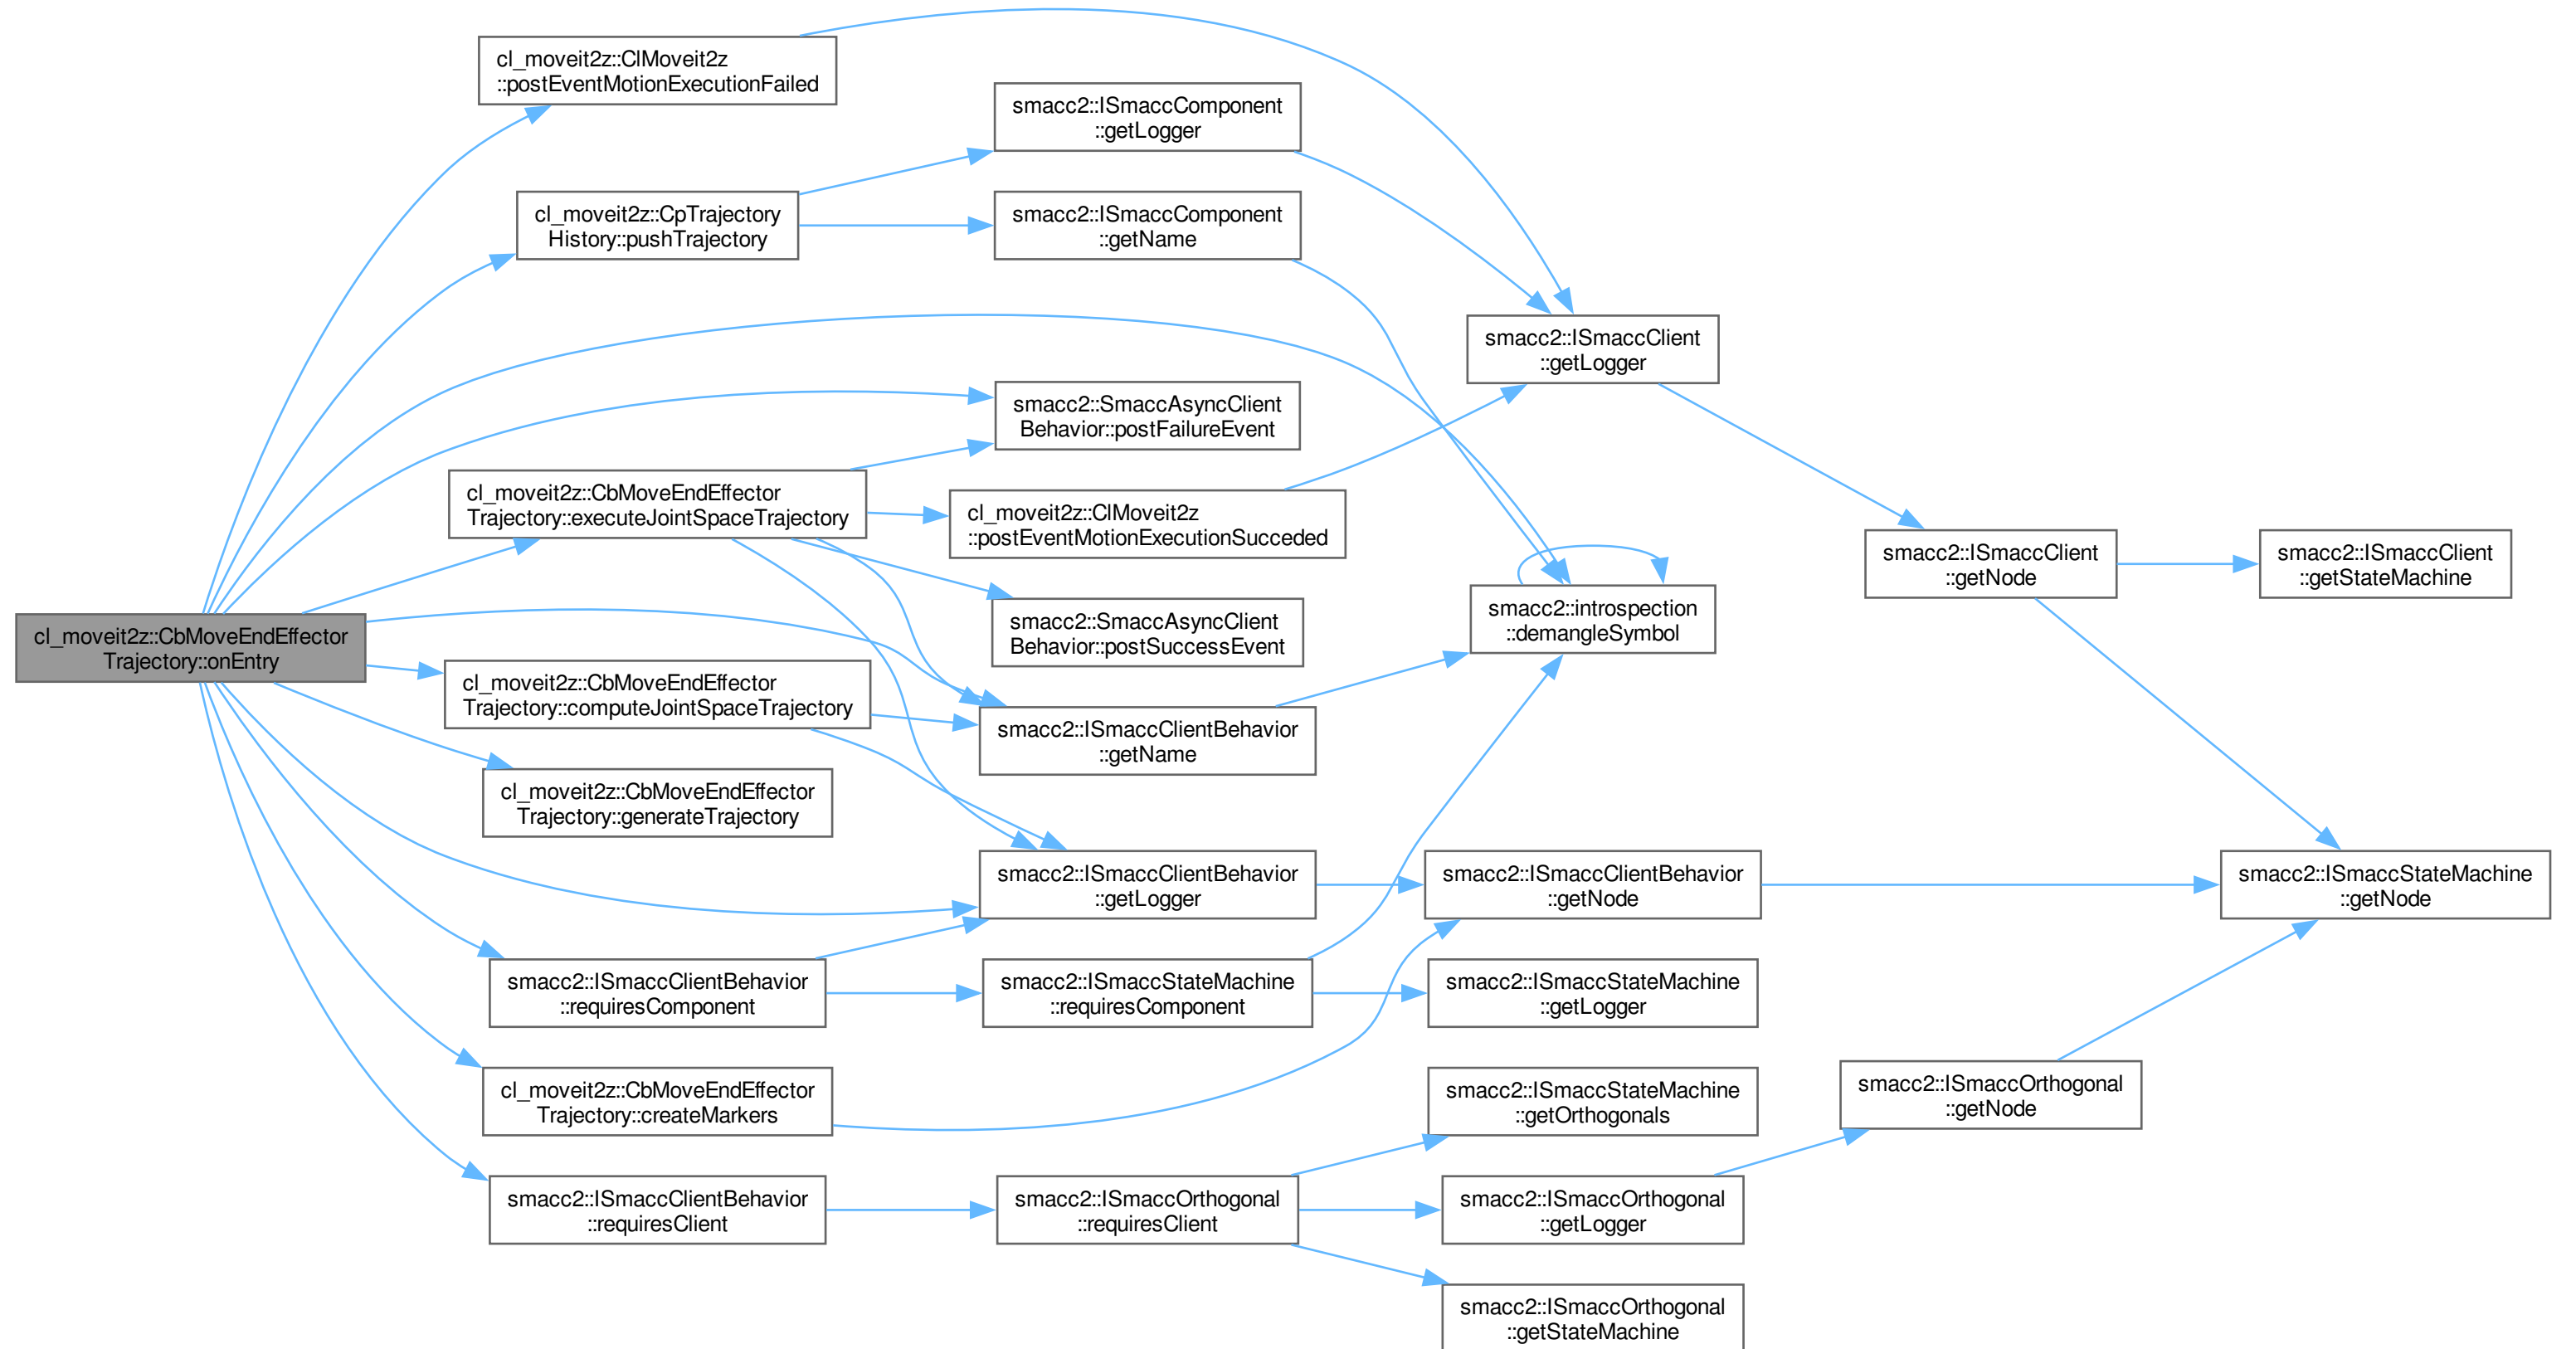 cl_moveit2z::ClMoveit2z
::postEventMotionExecutionFailed
smacc2::ISmaccComponent
::getLogger
cl_moveit2z::CpTrajectory
History::pushTrajectory
smacc2::ISmaccComponent
::getName
smacc2::ISmaccClient
::getLogger
smacc2::SmaccAsyncClient
Behavior::postFailureEvent
cl_moveit2z::CbMoveEndEffector
Trajectory::executeJointSpaceTrajectory
cl_moveit2z::ClMoveit2z
::postEventMotionExecutionSucceded
smacc2::ISmaccClient
::getNode
smacc2::ISmaccClient
::getStateMachine
smacc2::SmaccAsyncClient
Behavior::postSuccessEvent
smacc2::introspection
::demangleSymbol
cl_moveit2z::CbMoveEndEffector
Trajectory::onEntry
cl_moveit2z::CbMoveEndEffector
Trajectory::computeJointSpaceTrajectory
smacc2::ISmaccClientBehavior
::getName
cl_moveit2z::CbMoveEndEffector
Trajectory::generateTrajectory
smacc2::ISmaccClientBehavior
::getLogger
smacc2::ISmaccClientBehavior
::getNode
smacc2::ISmaccStateMachine
::getNode
smacc2::ISmaccClientBehavior
::requiresComponent
smacc2::ISmaccStateMachine
::requiresComponent
smacc2::ISmaccStateMachine
::getLogger
cl_moveit2z::CbMoveEndEffector
Trajectory::createMarkers
smacc2::ISmaccStateMachine
::getOrthogonals
smacc2::ISmaccOrthogonal
::getNode
smacc2::ISmaccClientBehavior
::requiresClient
smacc2::ISmaccOrthogonal
::requiresClient
smacc2::ISmaccOrthogonal
::getLogger
smacc2::ISmaccOrthogonal
::getStateMachine